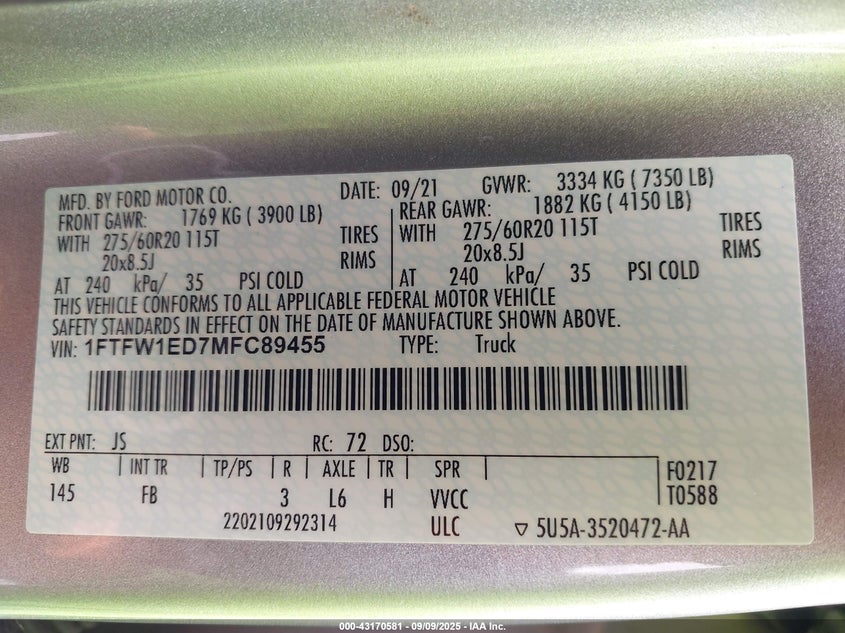 MFD. BY FORD MOTOR CO. DATE: 09/21 GVWR: 3334 KG ( 7350 LB)
FRONT GAWR: 1769 KG ( 3900 LB) REAR GAWR: 1882 KG ( 4150 LB)
WITH 275/60R20 115T TIRES WITH 275/60R20 115T TIRES
20x8.5J RIMS 20x8.5J RIMS
AT 240 kPa/ 35 PSI COLD AT 240 kPa/ 35 PSI COLD
THIS VEHICLE CONFORMS TO ALL APPLICABLE FEDERAL MOTOR VEHICLE
SAFETY STANDARDS IN EFFECT ON THE DATE OF MANUFACTURE SHOWN ABOVE.
VIN: 1FTFW1ED7MFC89455 TYPE: Truck
EXT PNT: JS RC: 72 DSO:
WB INT TR TP/PS R AXLE TR SPR F0217
145 FB 3 L6 H VVCC T0588
2202109292314 ULC ▽ 5U5A-3520472-AA
000-43170581 - 09/09/2025 - IAA Inc.